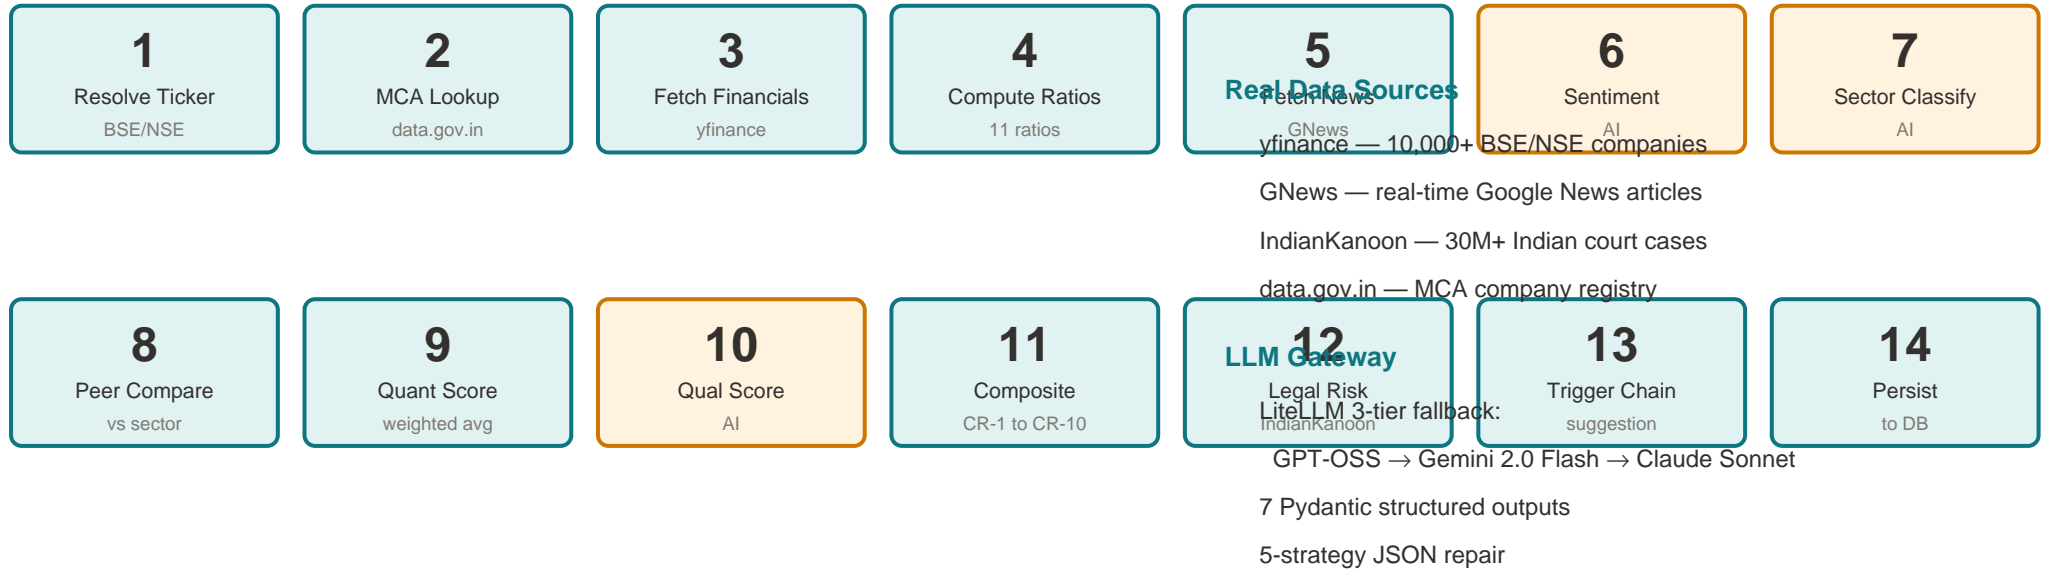 1
Resolve Ticker
BSE/NSE
2
MCA Lookup
data.gov.in
3
Fetch Financials
yfinance
4
Compute Ratios
11 ratios
5
Fetch News
GNews
6
Sentiment
AI
7
Sector Classify
AI
Real Data Sources
yfinance — 10,000+ BSE/NSE companies
GNews — real-time Google News articles
IndianKanoon — 30M+ Indian court cases
data.gov.in — MCA company registry
8
Peer Compare
vs sector
9
Quant Score
weighted avg
10
Qual Score
AI
11
Composite
CR-1 to CR-10
12
Legal Risk
IndianKanoon
13
Trigger Chain
suggestion
14
Persist
to DB
LLM Gateway
LiteLLM 3-tier fallback:
GPT-OSS → Gemini 2.0 Flash → Claude Sonnet
7 Pydantic structured outputs
5-strategy JSON repair